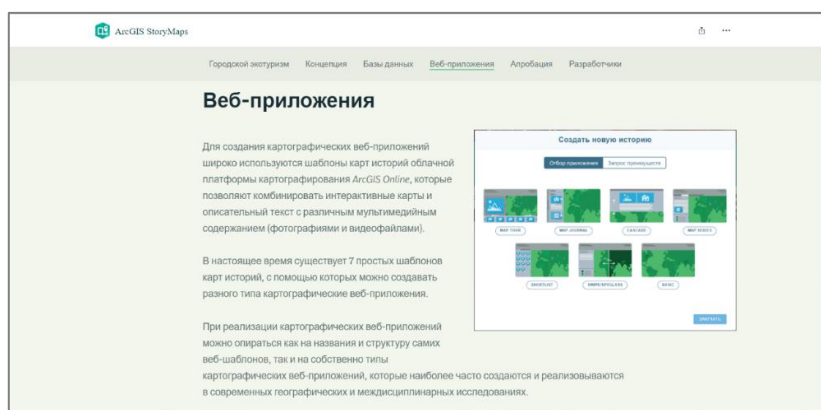 ArcGIS StoryMaps
Городской экотуризм Концепция Базы данных Веб-приложения Апробация Разработчики
Веб-приложения
Для создания картографических веб-приложений
широко используются шаблоны карт историй облачной
платформы картографирования ArcGIS Online, которые
позволяют комбинировать интерактивные карты и
описательный текст с различным мультимедийным
содержанием (фотографиями и видеофайлами).
В настоящее время существует 7 простых шаблонов
карт историй, с помощью которых можно создавать
разного типа картографические веб-приложения.
При реализации картографических веб-приложений
можно опираться как на названия и структуру самих
веб-шаблонов, так и на собственно типы
картографических веб-приложений, которые наиболее часто создаются и реализовываются
в современных географических и междисциплинарных исследованиях.
Создать новую историю
Отбор приложения Запрос преимуществ
MAP TOUR MAP JOURNAL CASCADE MAP SERIES
SHORTLIST BASIC